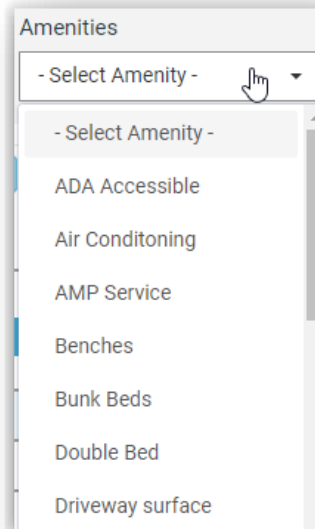 Amenities
- Select Amenity -
- Select Amenity -
ADA Accessible
Air Conditoning
AMP Service
Benches
Bunk Beds
Double Bed
Driveway surface